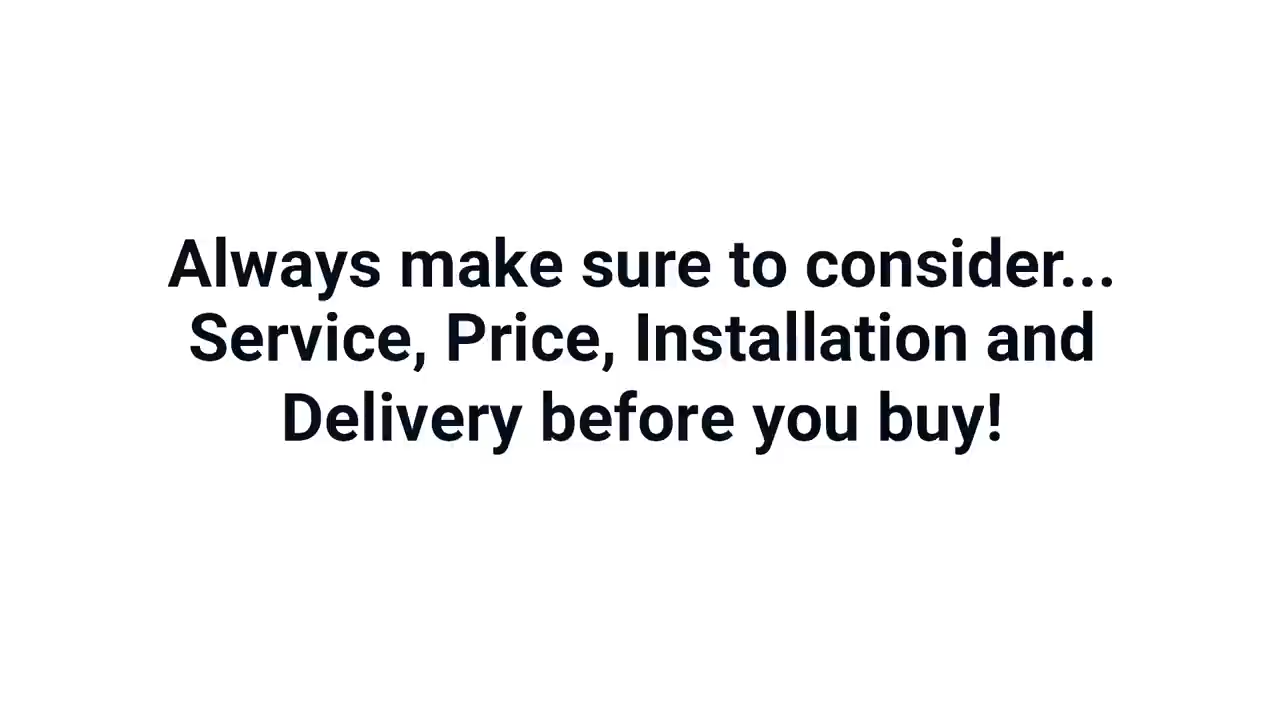 Always make sure to consider...
Service, Price, Installation and
Delivery before you buy!